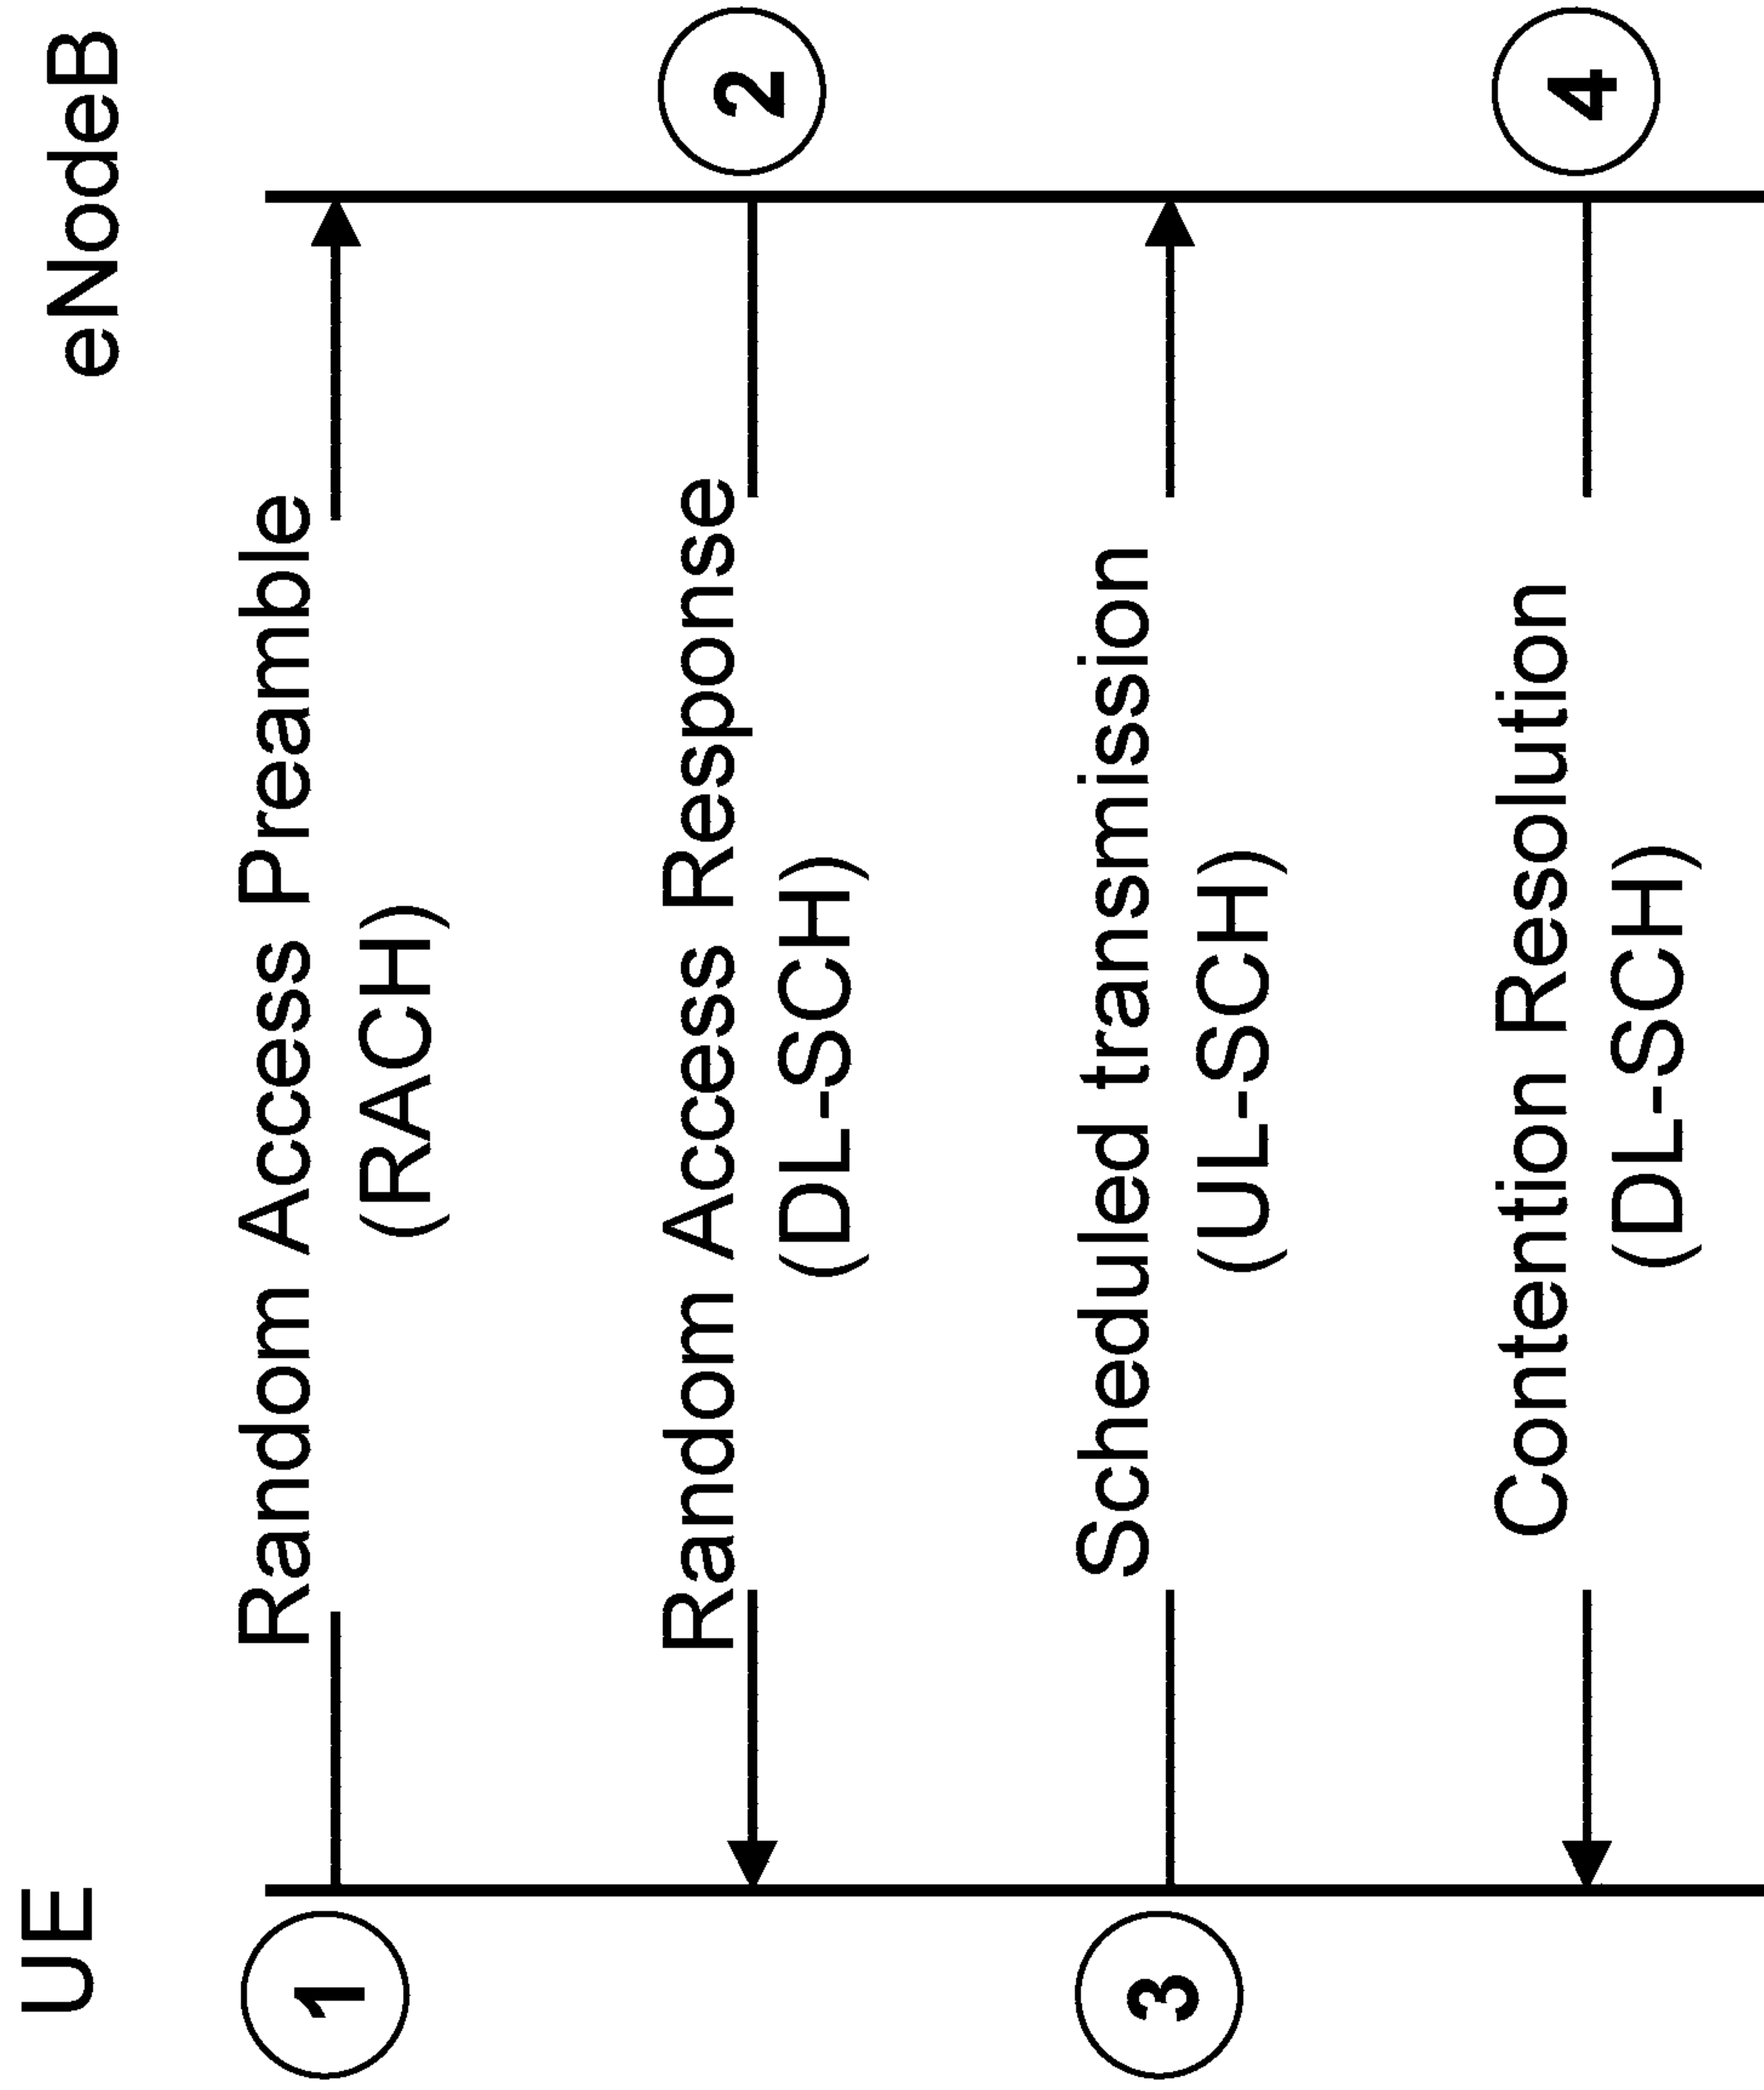 UE
eNodeB
1
Random Access Preamble
(RACH)
Random Access Response
(DL-SCH)
2
3
Scheduled transmission
(UL-SCH)
Contention Resolution
(DL-SCH)
4